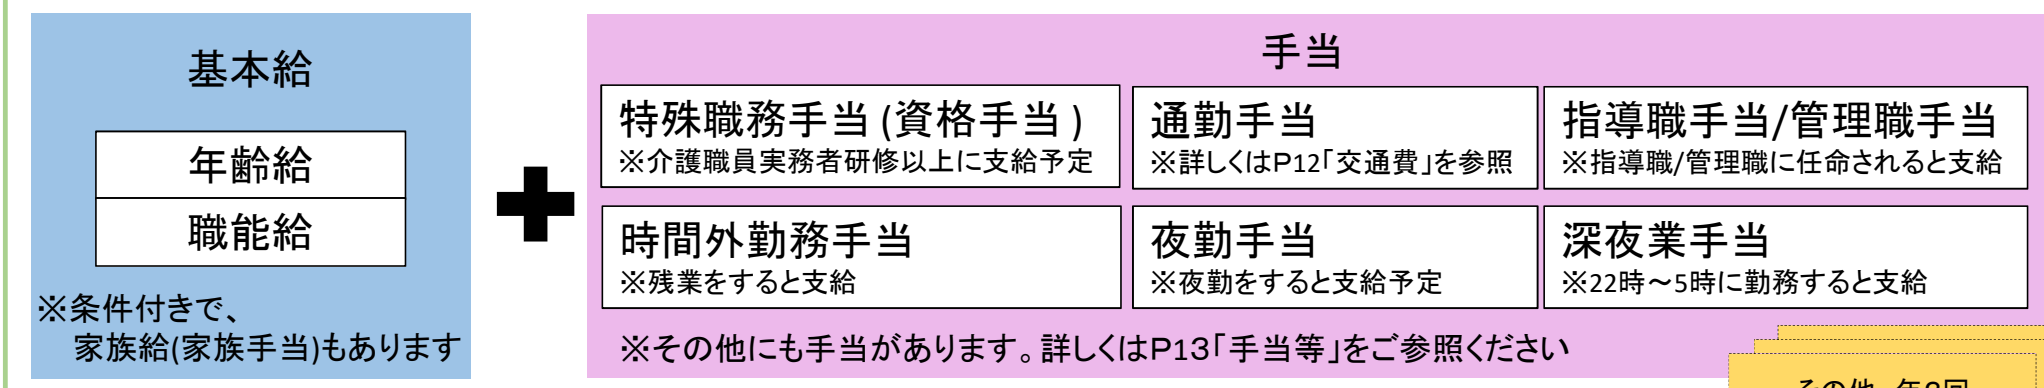 基本給
年齢給
職能給
※条件付きで、
家族給(家族手当)もあります
手当
特殊職務手当(資格手当)
※介護職員実務者研修以上に支給予定
通勤手当
※詳しくはP12「交通費」を参照
指導職手当/管理職手当
※指導職/管理職に任命されると支給
時間外勤務手当
※残業をすると支給
夜勤手当
※夜勤をすると支給予定
深夜業手当
※22時～5時に勤務すると支給
※その他にも手当があります。詳しくはP13「手当等」をご参照ください